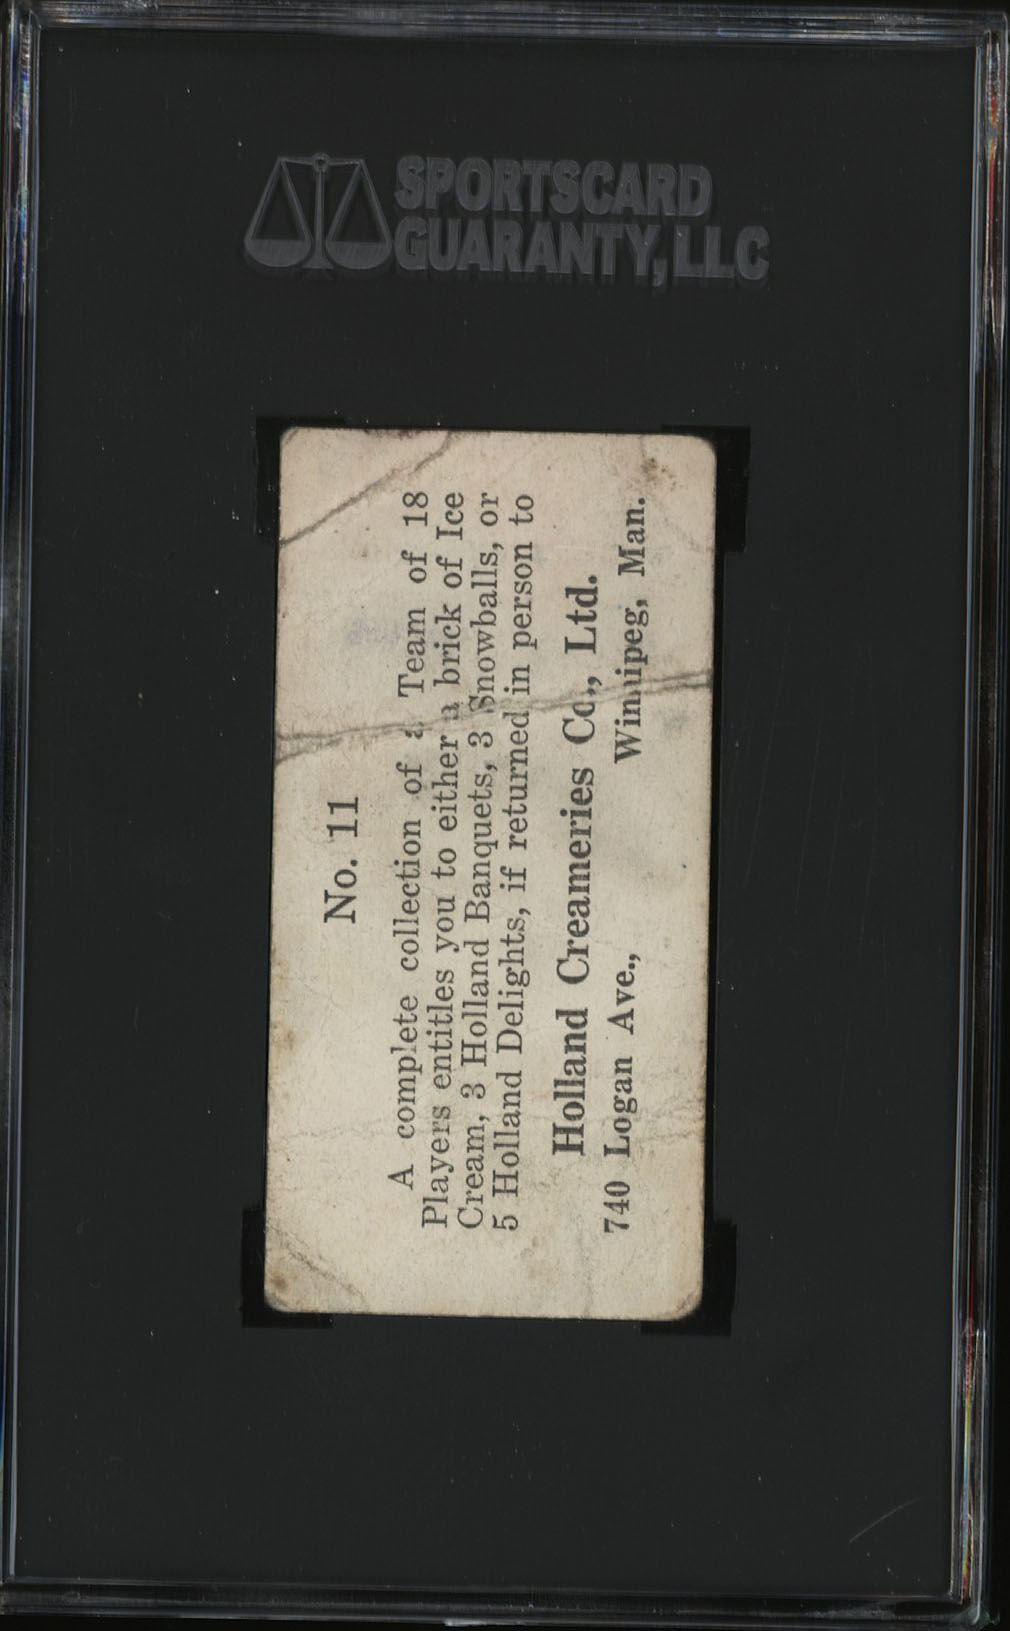 SPORTSCARD
GUARANTY, LLC
No. 11
A complete collection of a Team of 18
Players entitles you to either a brick of Ice
Cream, 3 Holland Banquets, 3 Snowballs, or
5 Holland Delights, if returned in person to
Holland Creameries Co., Ltd.
740 Logan Ave., Winnipeg, Man.